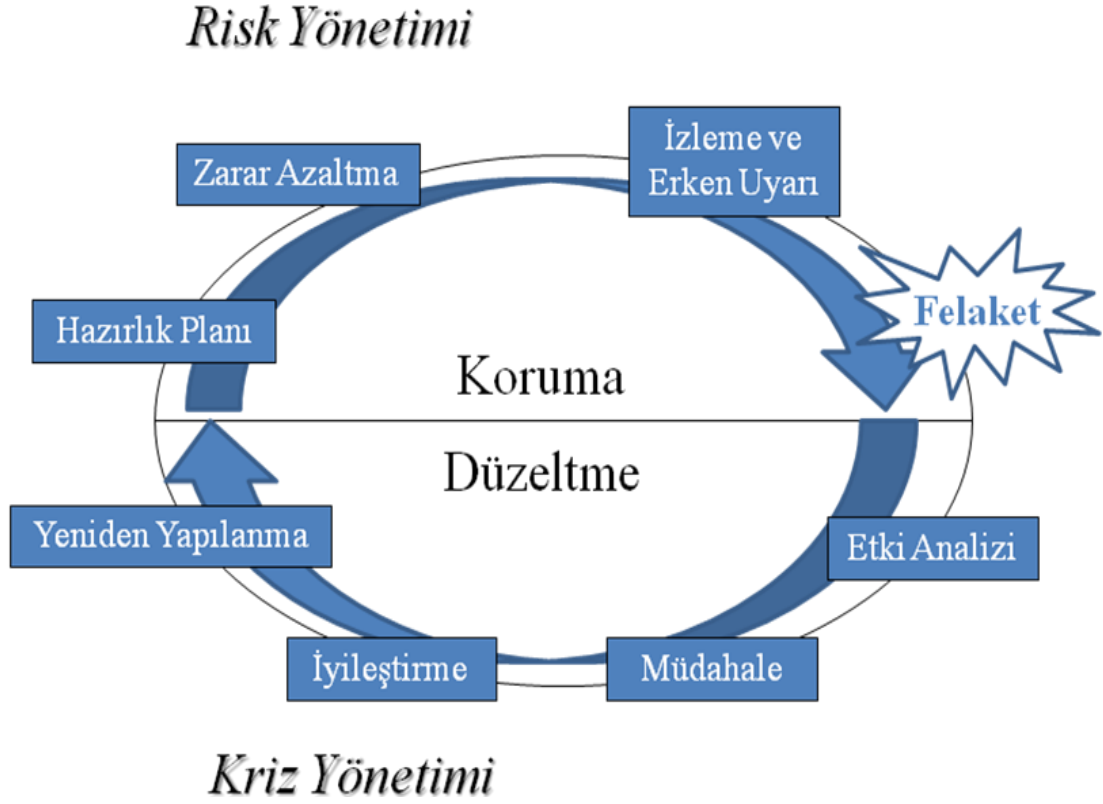 Risk Yönetimi
İzleme ve
Erken Uyarı
Zarar Azaltma
Felaket
Hazırlık Planı
Koruma
Düzeltme
Yeniden Yapılanma
Etki Analizi
İyileştirme
Müdahale
Kriz Yönetimi